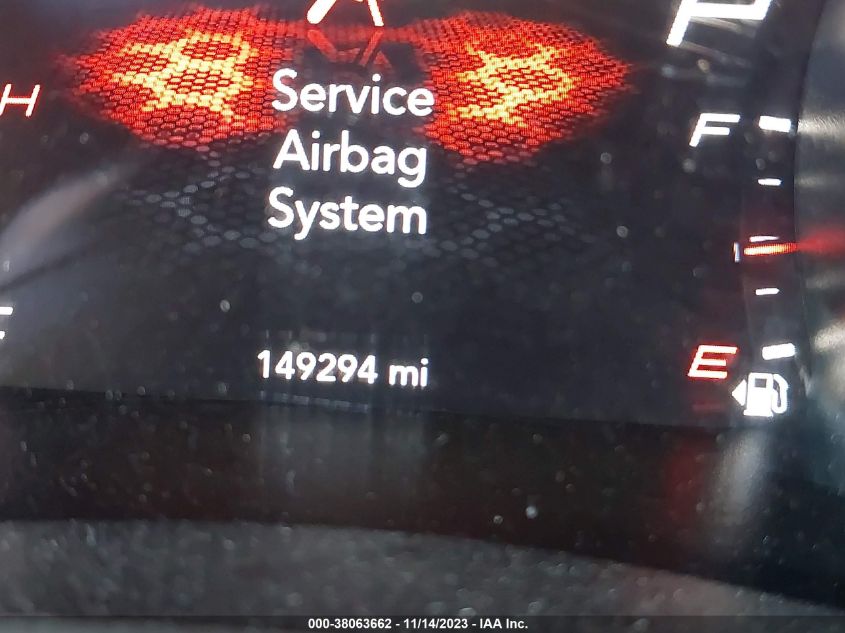 H
Service
Airbag
System
F
149294 mi
E
000-38063662 - 11/14/2023 - IAA Inc.